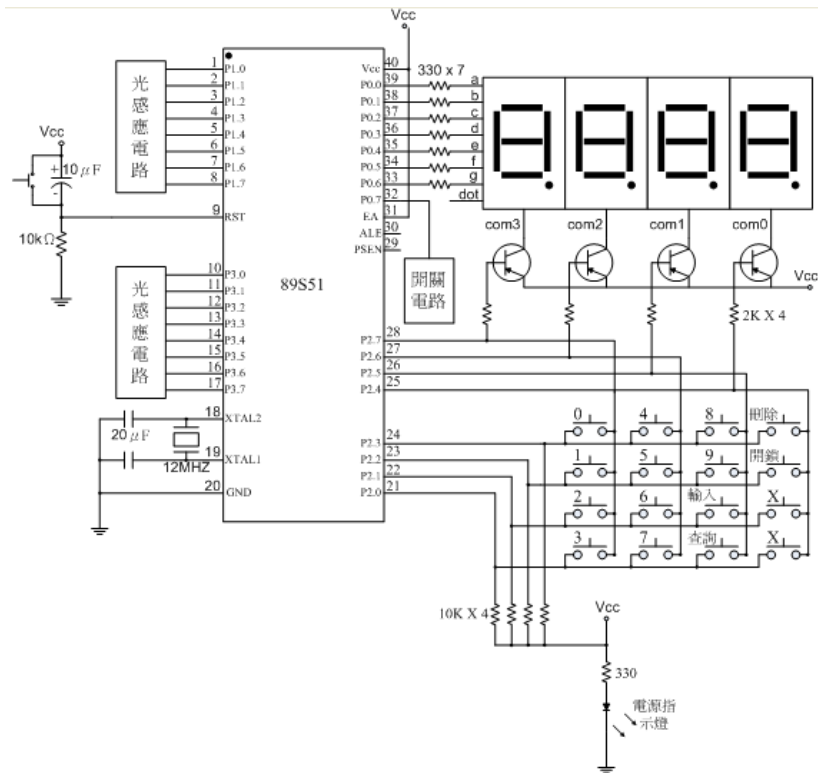 Vcc
1
P1.0
2
P1.1
3
P1.2
4
P1.3
5
P1.4
6
P1.5
7
P1.6
8
P1.7
光感應電路
Vcc
+
10μF
-
9
RST
10kΩ
10
P3.0
11
P3.1
12
P3.2
13
P3.3
14
P3.4
15
P3.5
16
P3.6
17
P3.7
光感應電路
18
XTAL2
20μF
19
XTAL1
12MHZ
20
GND
89S51
Vcc
40
P0.0
39
P0.1
38
P0.2
37
P0.3
36
P0.4
35
P0.5
34
P0.6
33
P0.7
32
EA
31
ALE
30
PSEN
29
330 x 7
a
b
c
d
e
f
g
dot
com3
com2
com1
com0
Vcc
開關電路
2K X 4
P2.7
28
P2.6
27
P2.5
26
P2.4
25
P2.3
24
P2.2
23
P2.1
22
P2.0
21
0
4
8
刪除
1
5
9
開鎖
2
6
輸入
X
3
7
查詢
X
10K X 4
Vcc
330
電源指
示燈